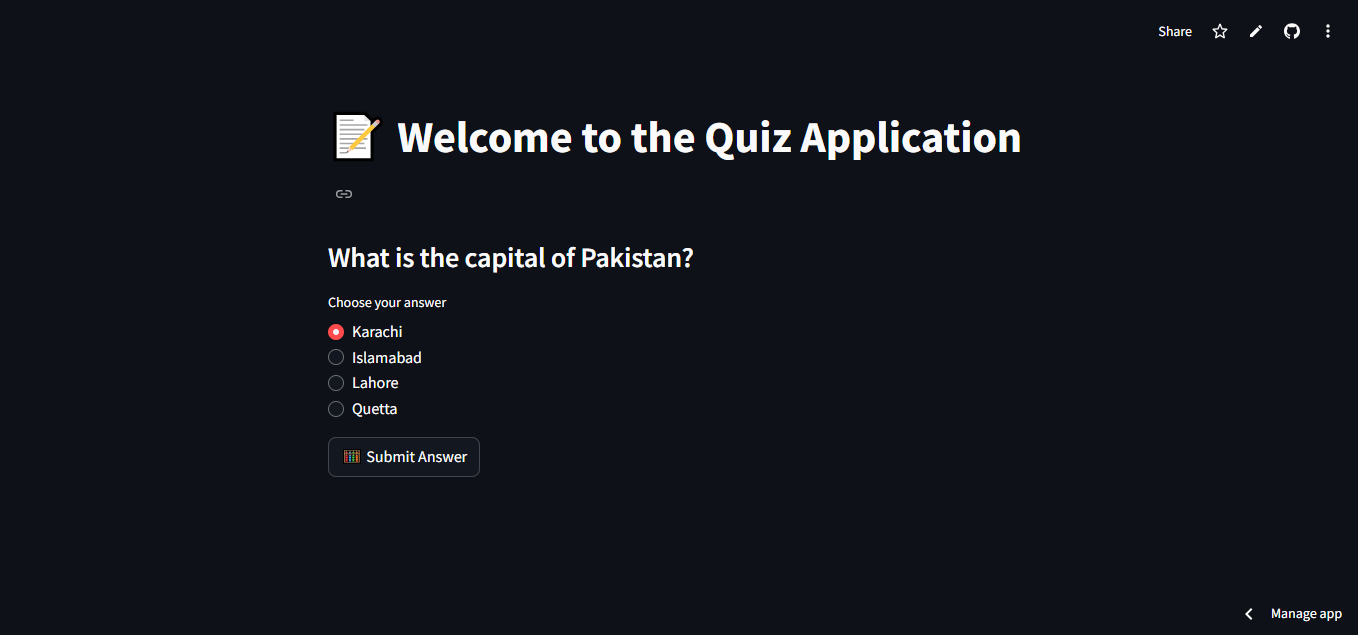 Share
📝 Welcome to the Quiz Application
What is the capital of Pakistan?
Choose your answer
Karachi
Islamabad
Lahore
Quetta
🧮 Submit Answer
Manage app